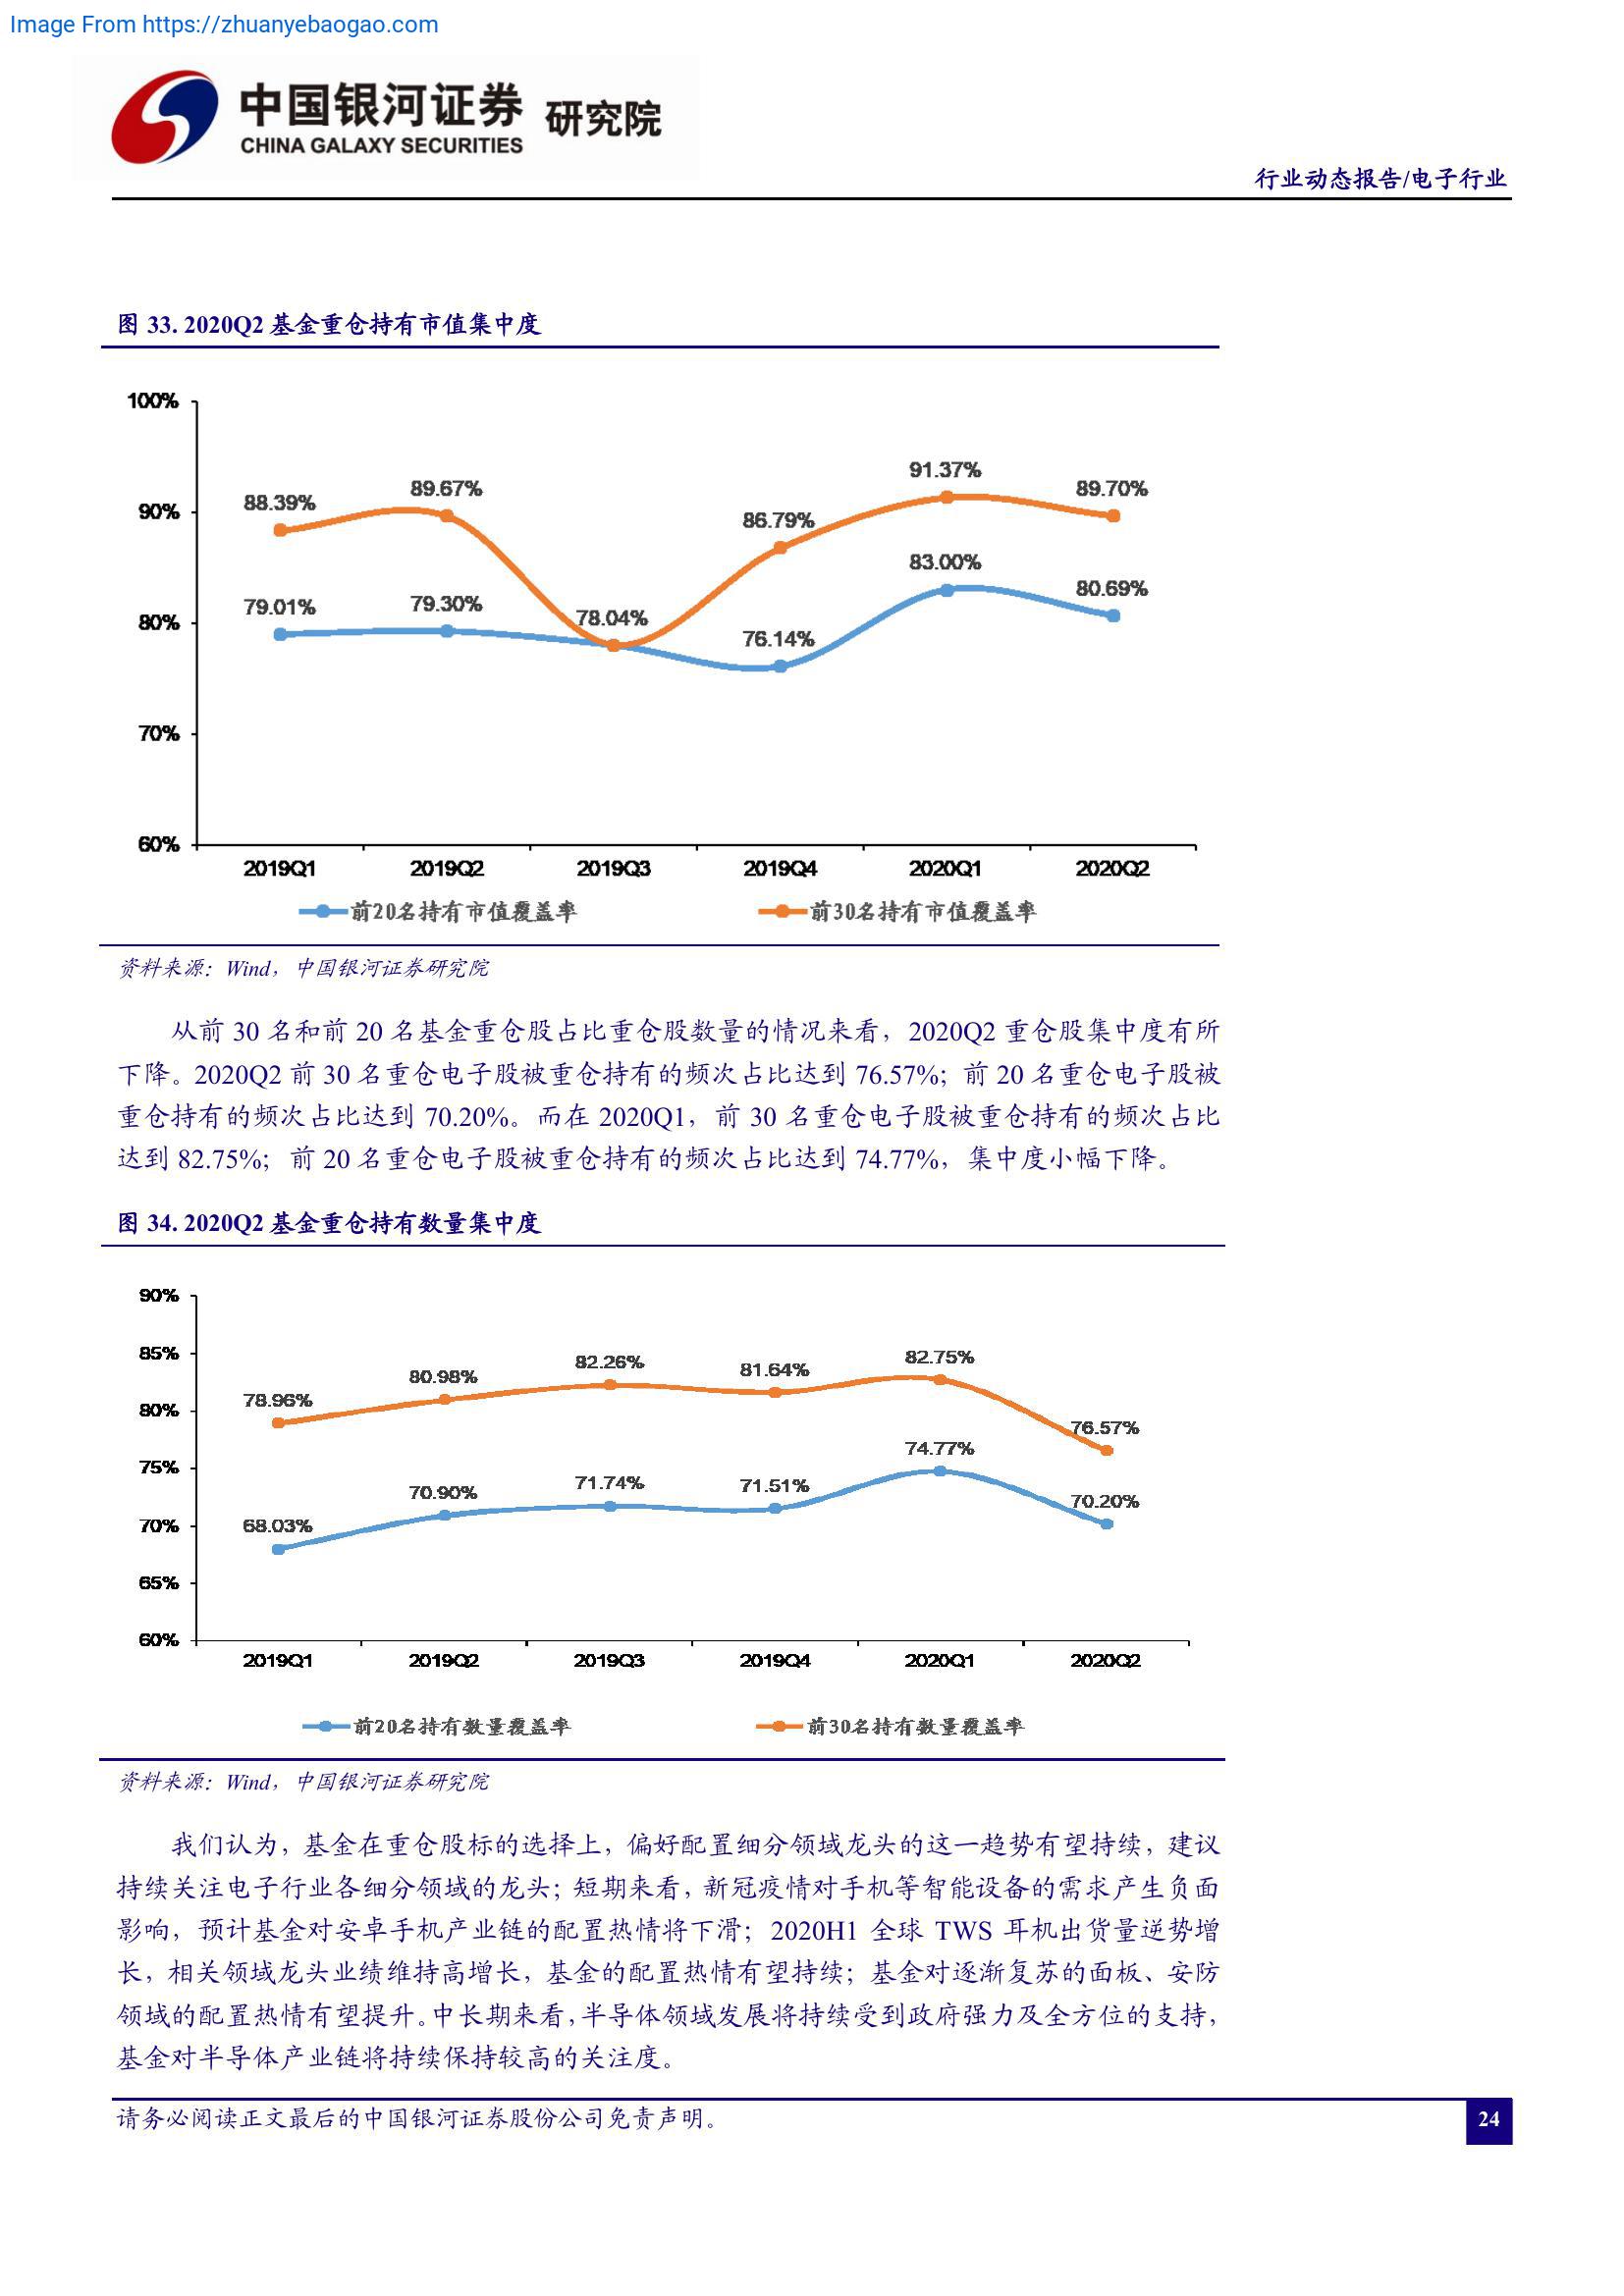 Image From https://zhuanyebaogao.com
中国银河证券 研究院
CHINA GALAXY SECURITIES
行业动态报告/电子行业
图 33. 2020Q2 基金重仓持有市值集中度
100%
90%
80%
70%
60%
88.39%
89.67%
78.04%
86.79%
91.37%
89.70%
79.01%
79.30%
76.14%
83.00%
80.69%
2019Q1 2019Q2 2019Q3 2019Q4 2020Q1 2020Q2
前20名持有市值覆盖率 前30名持有市值覆盖率
资料来源：Wind，中国银河证券研究院
从前 30 名和前 20 名基金重仓股占比重仓股数量的情况来看，2020Q2 重仓股集中度有所
下降。2020Q2 前 30 名重仓电子股被重仓持有的频次占比达到 76.57%；前 20 名重仓电子股被
重仓持有的频次占比达到 70.20%。而在 2020Q1，前 30 名重仓电子股被重仓持有的频次占比
达到 82.75%；前 20 名重仓电子股被重仓持有的频次占比达到 74.77%，集中度小幅下降。
图 34. 2020Q2 基金重仓持有数量集中度
90%
85%
80%
75%
70%
65%
60%
78.96%
80.98%
82.26%
81.64%
82.75%
76.57%
68.03%
70.90%
71.74%
71.51%
74.77%
70.20%
2019Q1 2019Q2 2019Q3 2019Q4 2020Q1 2020Q2
前20名持有数量覆盖率 前30名持有数量覆盖率
资料来源：Wind，中国银河证券研究院
我们认为，基金在重仓股标的选择上，偏好配置细分领域龙头的这一趋势有望持续，建议
持续关注电子行业各细分领域的龙头；短期来看，新冠疫情对手机等智能设备的需求产生负面
影响，预计基金对安卓手机产业链的配置热情将下滑；2020H1 全球 TWS 耳机出货量逆势增
长，相关领域龙头业绩维持高增长，基金的配置热情有望持续；基金对逐渐复苏的面板、安防
领域的配置热情有望提升。中长期来看，半导体领域发展将持续受到政府强力及全方位的支持，
基金对半导体产业链将持续保持较高的关注度。
请务必阅读正文最后的中国银河证券股份公司免责声明。
24